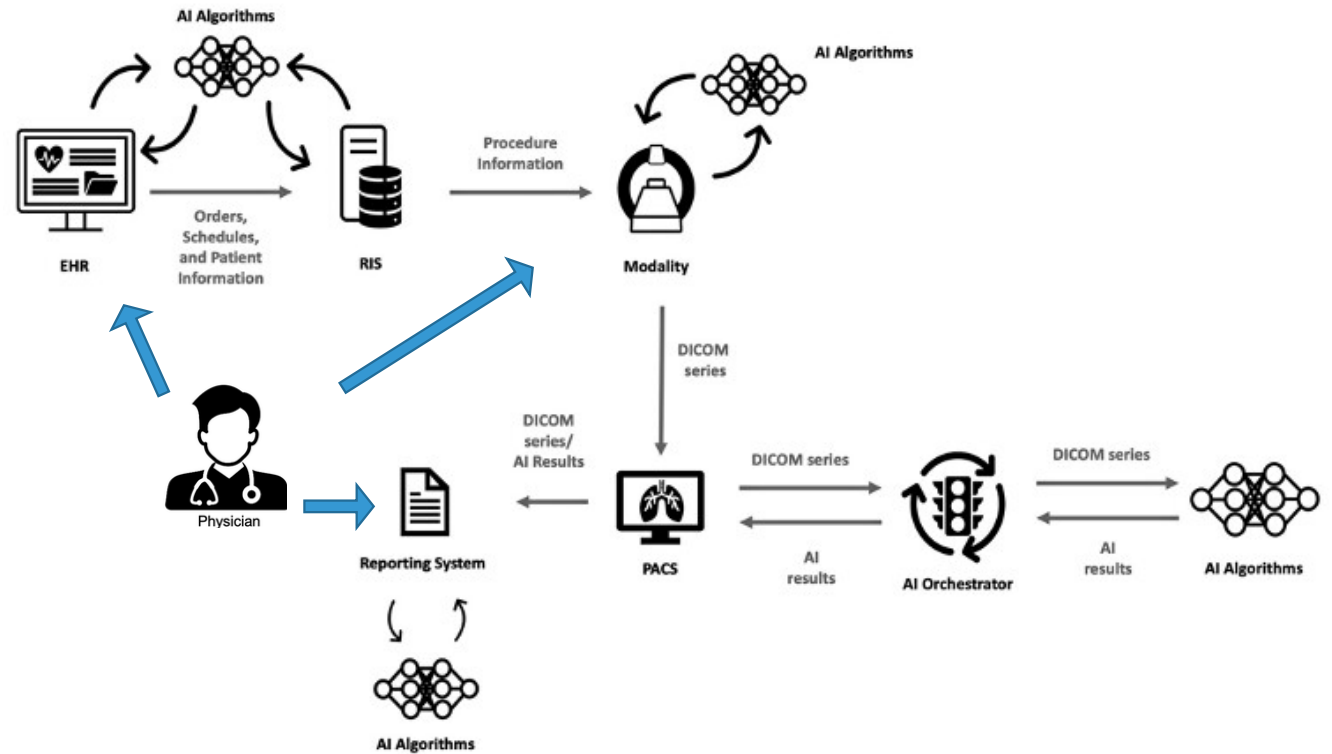 AI Algorithms
AI Algorithms
Procedure
Information
Orders,
Schedules,
and Patient
Information
EHR
RIS
Modality
DICOM
series
DICOM
series/
AI Results
DICOM series
DICOM series
Physician
Reporting System
PACS
AI
results
AI Orchestrator
AI
results
AI Algorithms
AI Algorithms